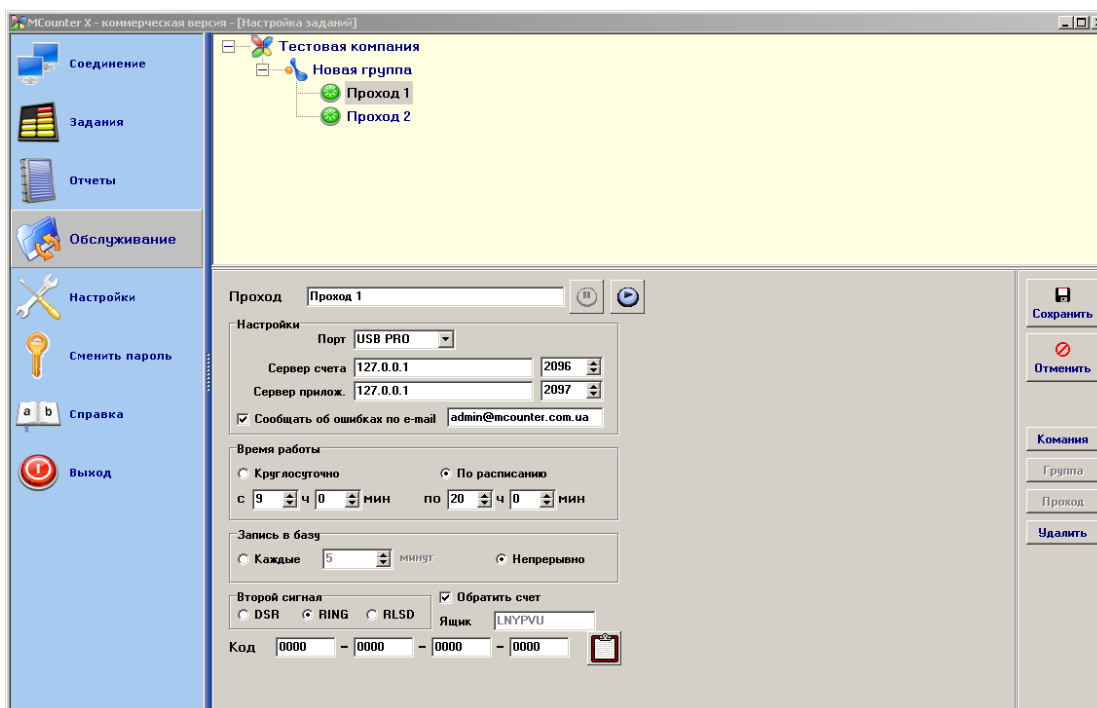 MCounter X - коммерческая версия - [Настройка заданий]
Соединение
Задания
Отчеты
Обслуживание
Настройки
Сменить пароль
a b Справка
Выход
Тестовая компания
Новая группа
Проход 1
Проход 2
Проход Проход 1
Настройки
Порт USB PRO
Сервер счета 127.0.0.1 2096
Сервер прилож. 127.0.0.1 2097
Сообщать об ошибках по e-mail admin@mcounter.com.ua
Время работы
Круглосуточно По расписанию
с 9 ч 0 мин по 20 ч 0 мин
Запись в базу
Каждые 5 минут Непрерывно
Второй сигнал
DSR RING RLSD
Обратить счет
Ящик LNYPVU
Код 0000 - 0000 - 0000 - 0000
Сохранить
Отменить
Комания
Группа
Проход
Удалить